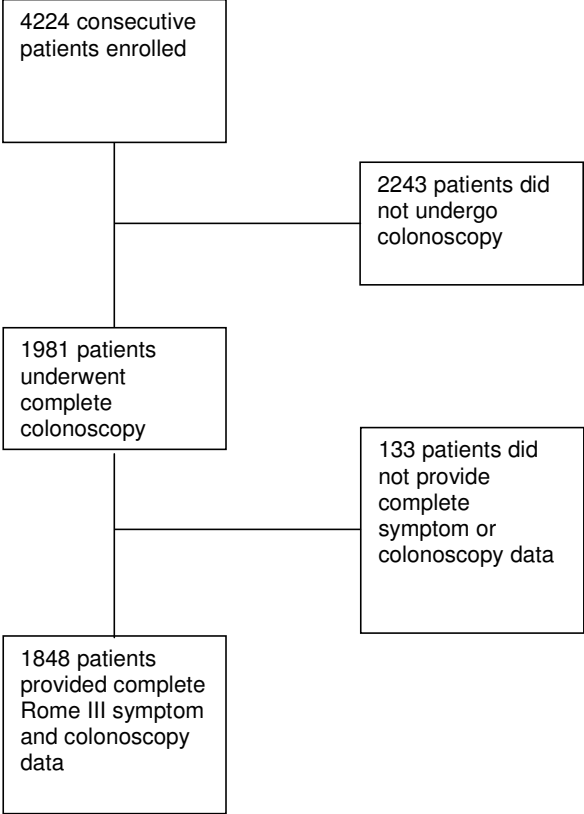 4224 consecutive
patients enrolled
2243 patients did
not undergo
colonoscopy
1981 patients
underwent
complete
colonoscopy
133 patients did
not provide
complete
symptom or
colonoscopy data
1848 patients
provided complete
Rome III symptom
and colonoscopy
data